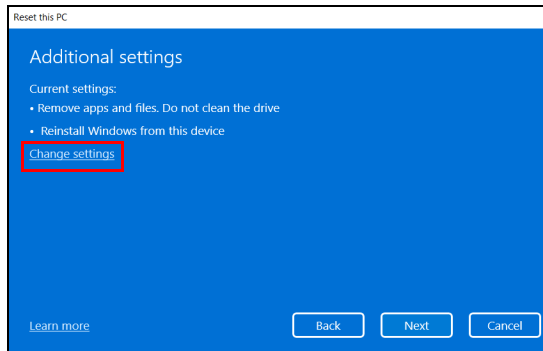 Reset this PC
Additional settings
Current settings:
• Remove apps and files. Do not clean the drive
• Reinstall Windows from this device
Change settings
Learn more
Back
Next
Cancel